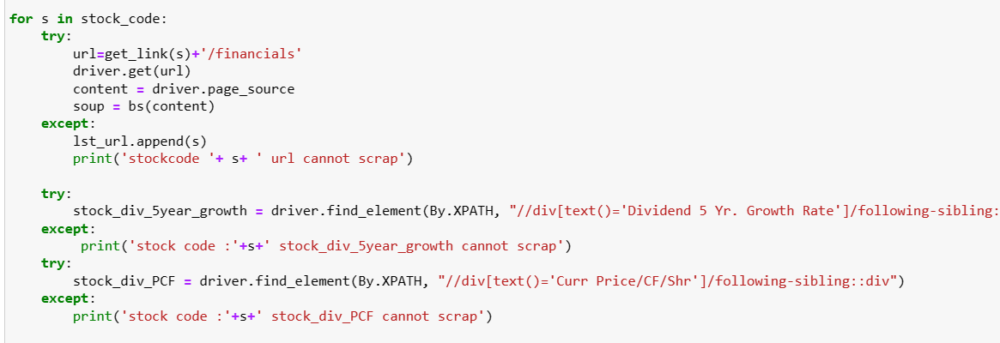 for s in stock_code:
    try:
        url=get_link(s)+'/financials'
        driver.get(url)
        content = driver.page_source
        soup = bs(content)
    except:
        lst_url.append(s)
        print('stockcode '+ s+ ' url cannot scrap')

    try:
        stock_div_5year_growth = driver.find_element(By.XPATH, "//div[text()='Dividend 5 Yr. Growth Rate']/following-sibling:
    except:
         print('stock code :'+s+' stock_div_5year_growth cannot scrap')
    try:
        stock_div_PCF = driver.find_element(By.XPATH, "//div[text()='Curr Price/CF/Shr']/following-sibling::div")
    except:
        print('stock code :'+s+' stock_div_PCF cannot scrap')